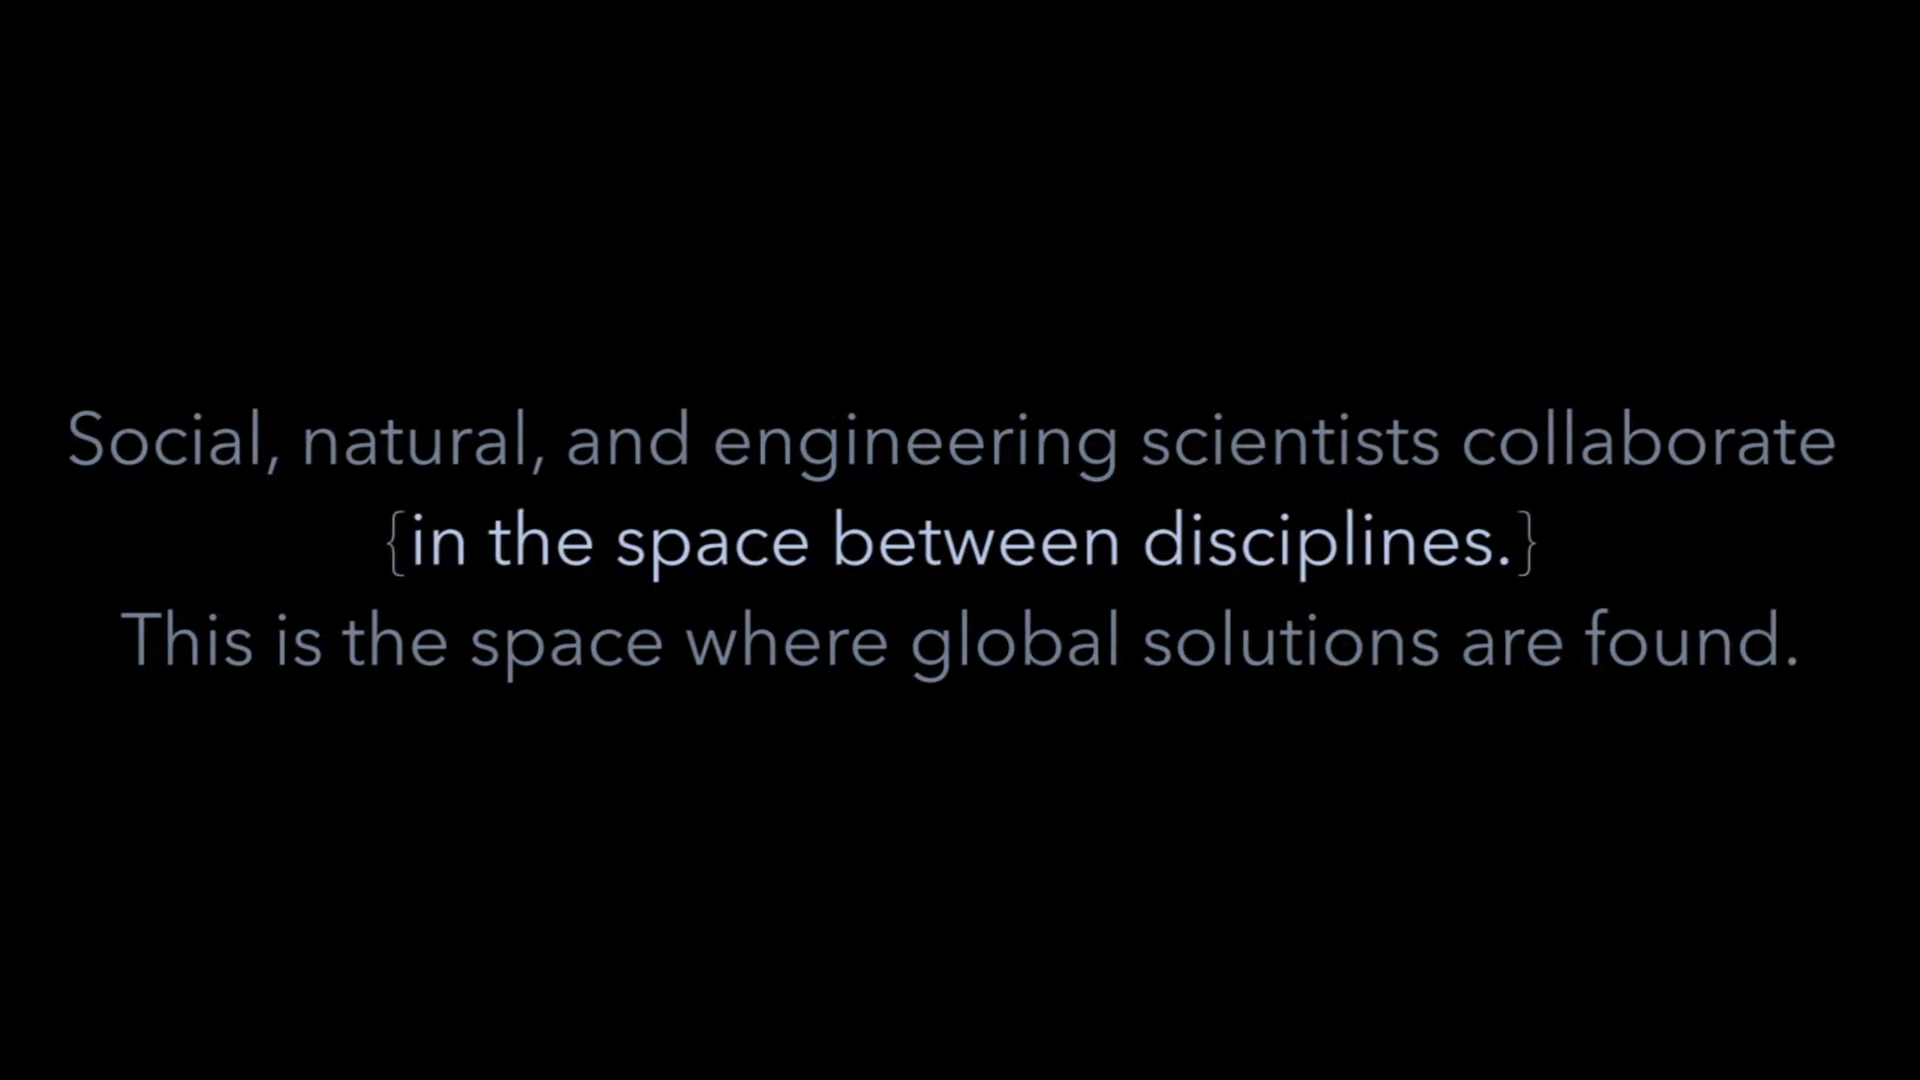 Social, natural, and engineering scientists collaborate
{in the space between disciplines.}
This is the space where global solutions are found.